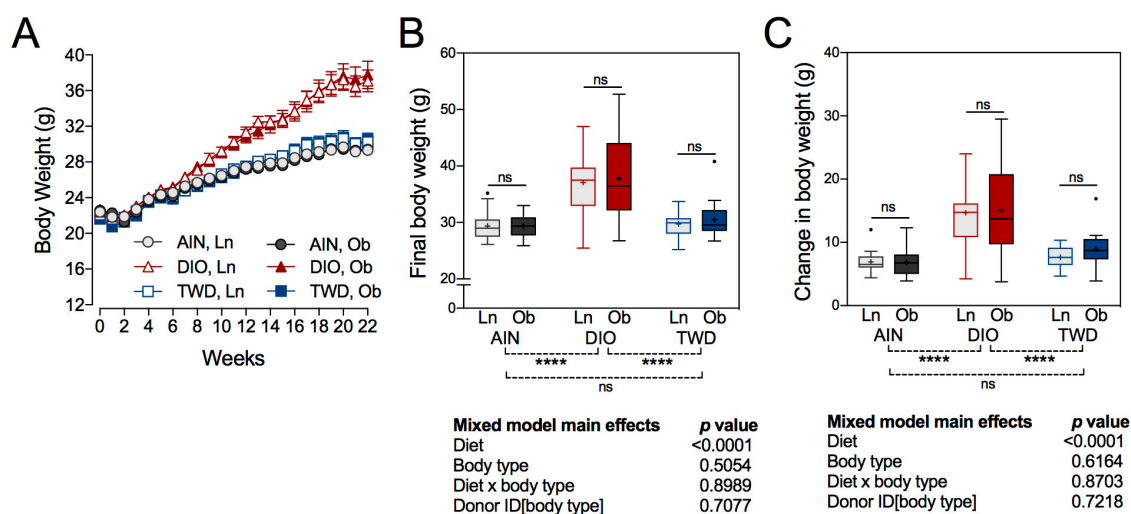 A
Body Weight (g)
40
36
32
28
24
20
16
12
AIN, Ln
AIN, Ob
DIO, Ln
DIO, Ob
TWD, Ln
TWD, Ob
0 2 4 6 8 10 12 14 16 18 20 22
Weeks
B
Final body weight (g)
60
50
40
30
20
60
0
ns
ns
ns
Ln Ob Ln Ob Ln Ob
AIN DIO TWD
**** ****
ns
Mixed model main effects p value
Diet <0.0001
Body type 0.5054
Diet x body type 0.8989
Donor ID[body type] 0.7077
C
Change in body weight (g)
40
30
20
10
0
ns
ns
ns
Ln Ob Ln Ob Ln Ob
AIN DIO TWD
**** ****
ns
Mixed model main effects p value
Diet <0.0001
Body type 0.6164
Diet x body type 0.8703
Donor ID[body type] 0.7218